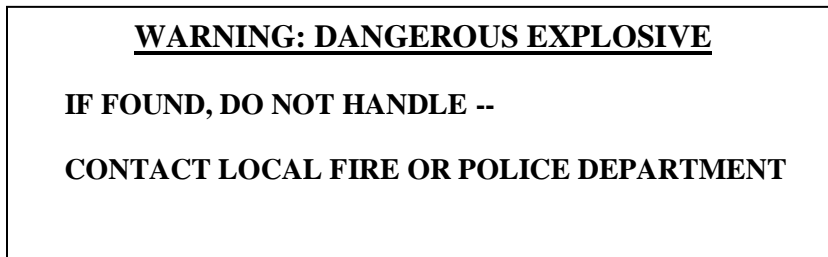 WARNING: DANGEROUS EXPLOSIVE
IF FOUND, DO NOT HANDLE --
CONTACT LOCAL FIRE OR POLICE DEPARTMENT